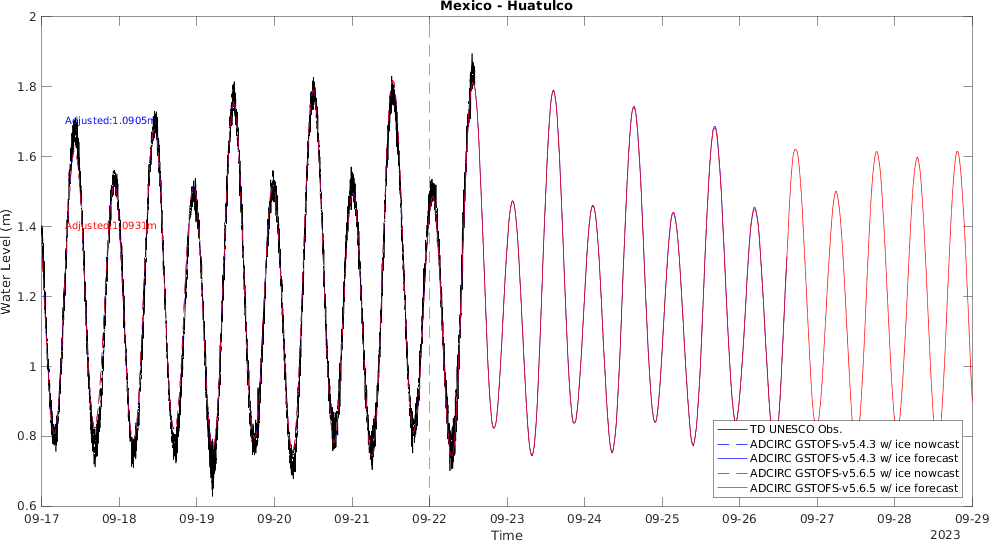 Mexico - Huatulco
Water Level (m)
2
1.8
1.6
1.4
1.2
1
0.8
0.6
Adjusted:1.0905m
Adjusted:1.0931m
TD UNESCO Obs.
ADCIRC GSTOFS-v5.4.3 w/ ice nowcast
ADCIRC GSTOFS-v5.4.3 w/ ice forecast
ADCIRC GSTOFS-v5.6.5 w/ ice nowcast
ADCIRC GSTOFS-v5.6.5 w/ ice forecast
09-17 09-18 09-19 09-20 09-21 09-22 09-23 09-24 09-25 09-26 09-27 09-28 09-29
Time
2023